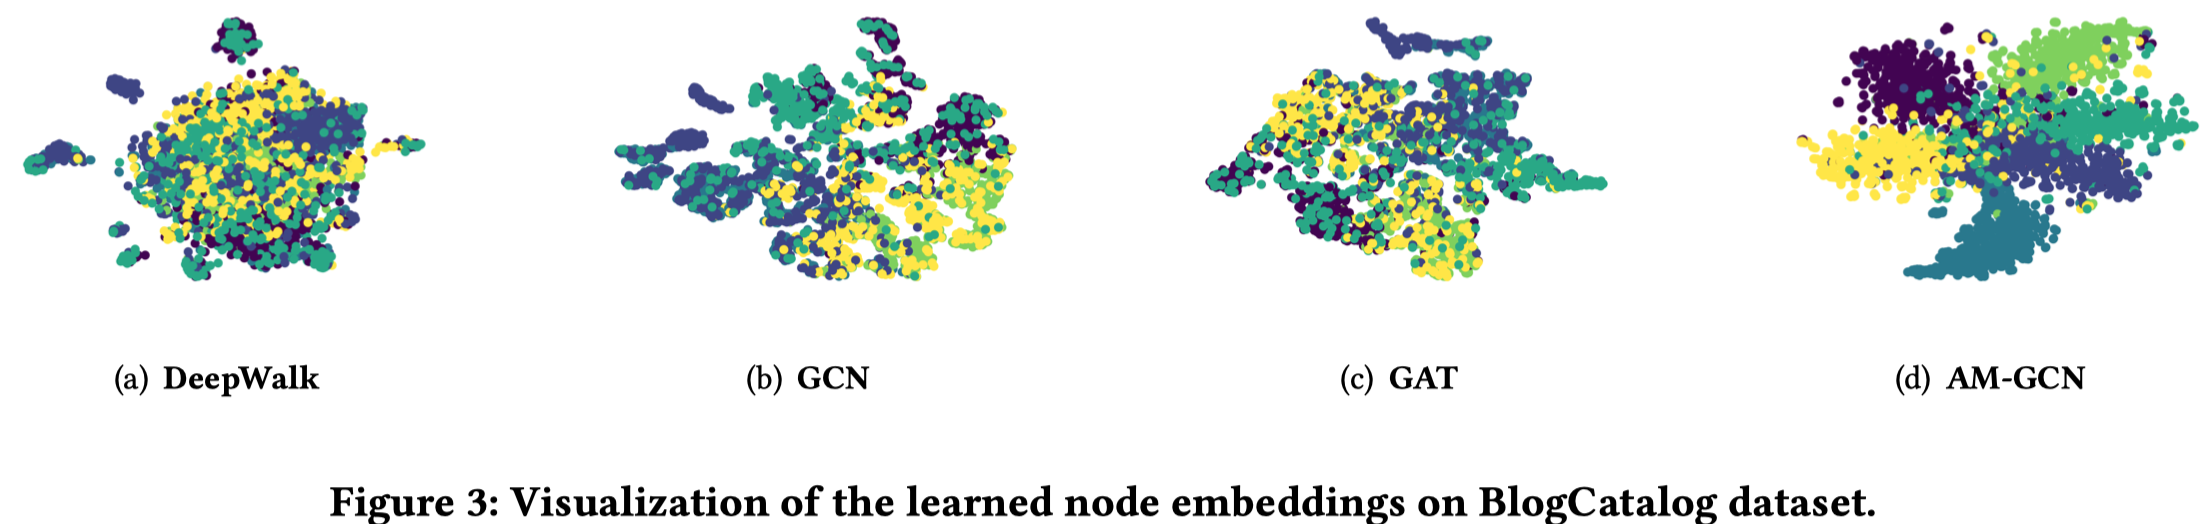 (a) DeepWalk
(b) GCN
(c) GAT
(d) AM-GCN
Figure 3: Visualization of the learned node embeddings on BlogCatalog dataset.